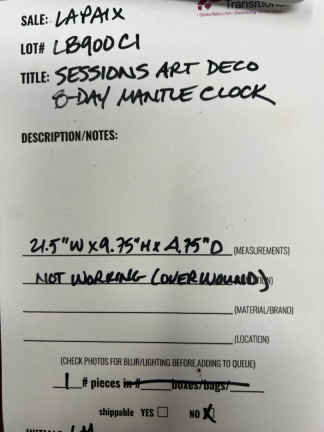 Transitions
SALE: LAPAIX
LOT# LB900C1
TITLE: SESSIONS ART DECO
8-DAY MANTLE CLOCK
DESCRIPTION/NOTES:
21.5"W x 9.75"H x 4.75"D (MEASUREMENTS)
NOT WORKING (OVERWOUND)
(MATERIAL/BRAND)
(LOCATION)
(CHECK PHOTOS FOR BLUR/LIGHTING BEFORE ADDING TO QUEUE)
1 # pieces in # boxes/bags/
shippable YES ☐ NO ☒